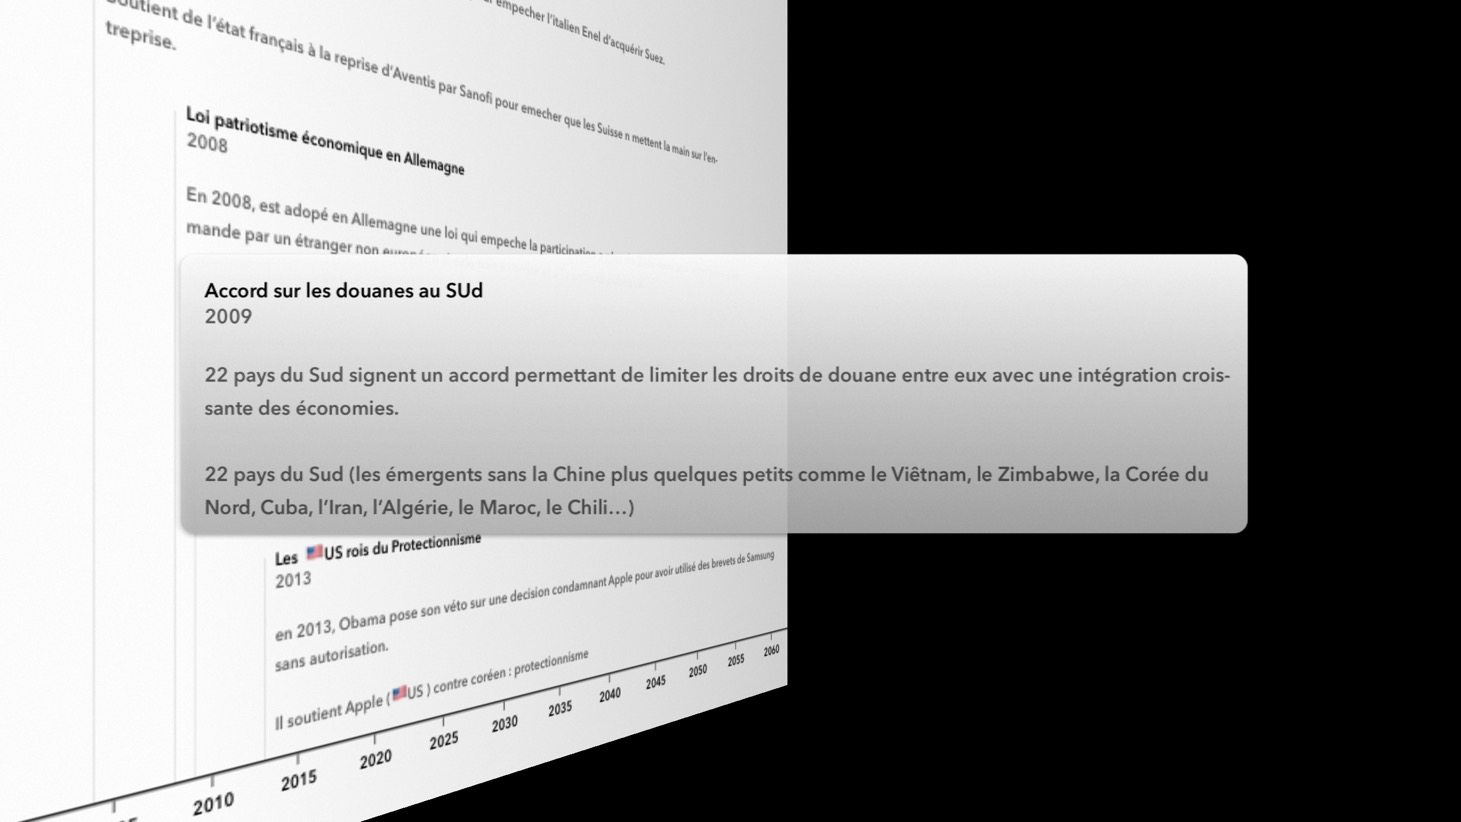 empecher l'italien Enel d'acquérir Suez.
outient de l'état français à la reprise d'Aventis par Sanofi pour emecher que les Suisse n mettent la main sur l'en-
treprise.
Loi patriotisme économique en Allemagne
2008
En 2008, est adopé en Allemagne une loi qui empeche la participation
mande par un étranger non
Accord sur les douanes au SUd
2009
22 pays du Sud signent un accord permettant de limiter les droits de douane entre eux avec une intégration crois-
sante des économies.
22 pays du Sud (les émergents sans la Chine plus quelques petits comme le Viêtnam, le Zimbabwe, la Corée du
Nord, Cuba, l'Iran, l'Algérie, le Maroc, le Chili...)
Les 🇺🇸US rois du Protectionnisme
2013
en 2013, Obama pose son véto sur une decision condamnant Apple pour avoir utilisé des brevets de Samsung
sans autorisation.
Il soutient Apple (🇺🇸US ) contre coréen : protectionnisme
2010 2015 2020 2025 2030 2035 2040 2045 2050 2055 2060